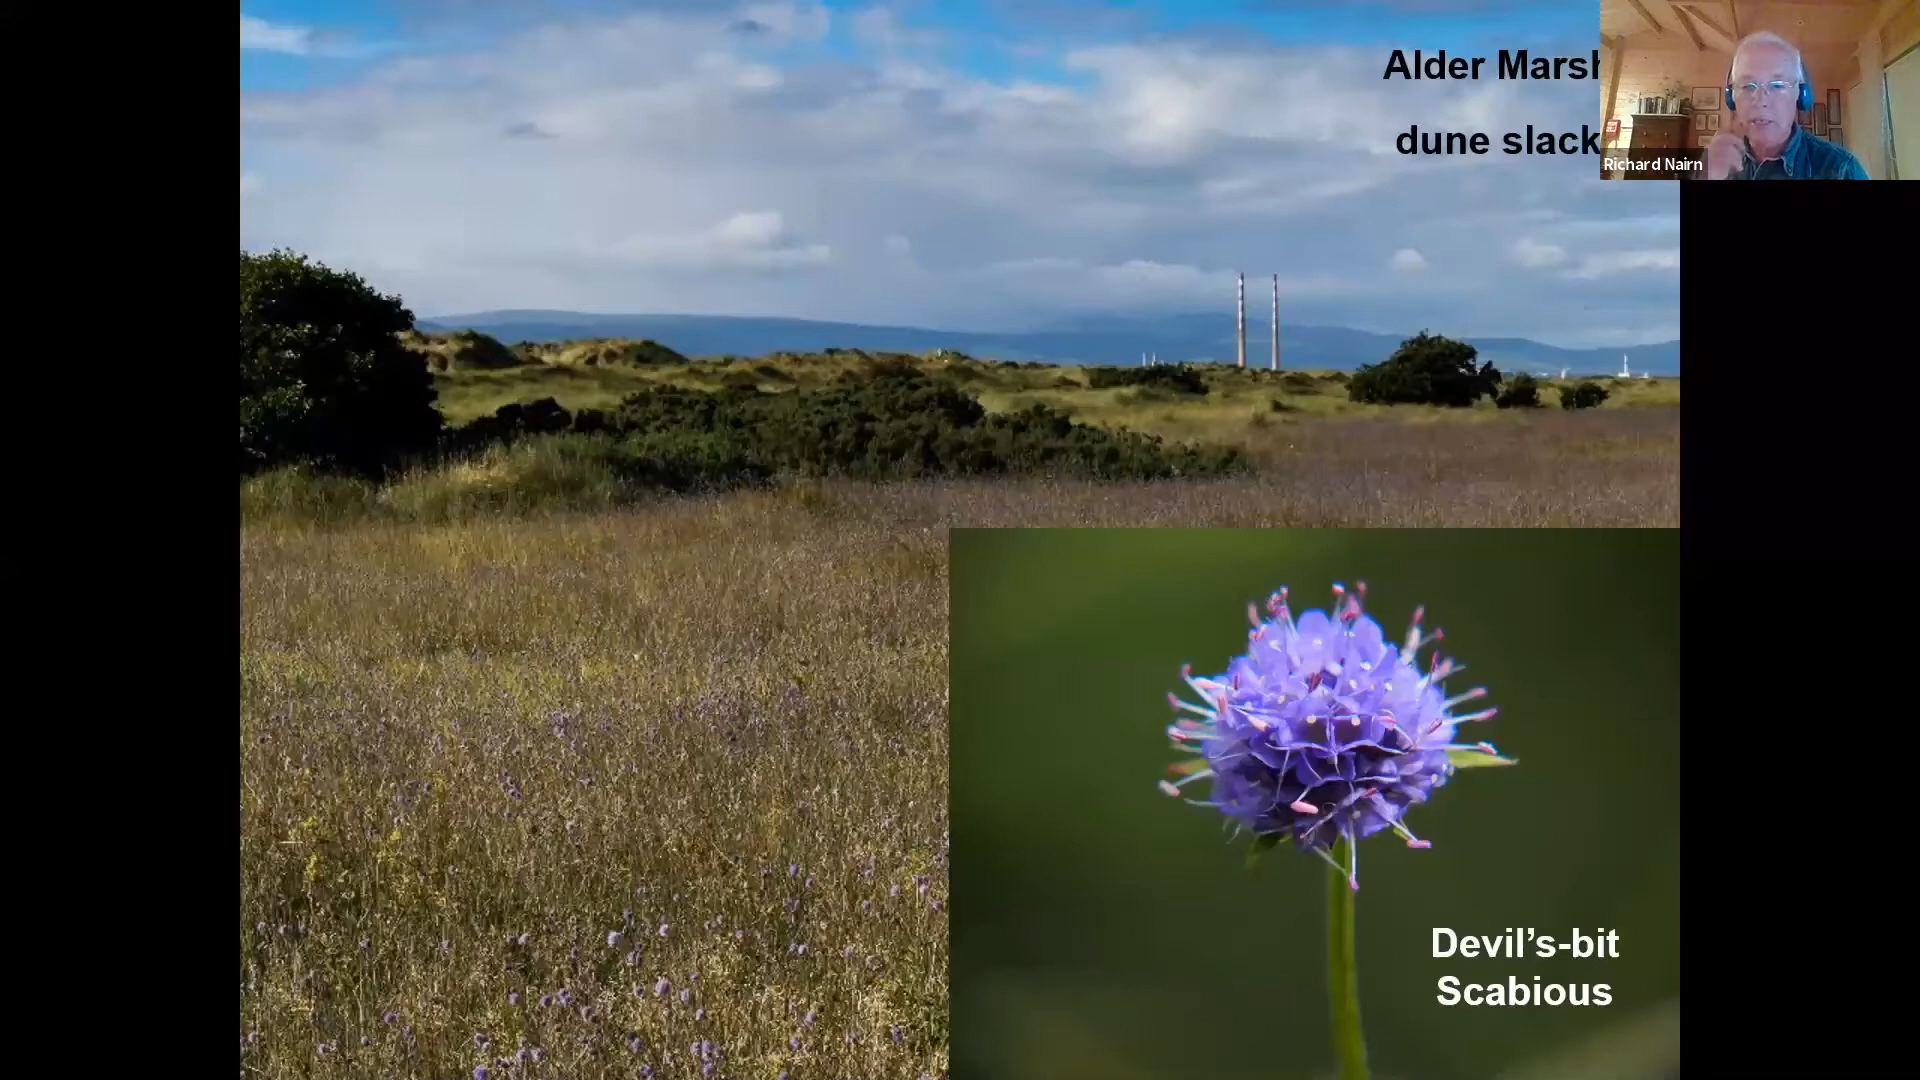 Alder Marsh
dune slack
Richard Nairn
Devil's-bit
Scabious